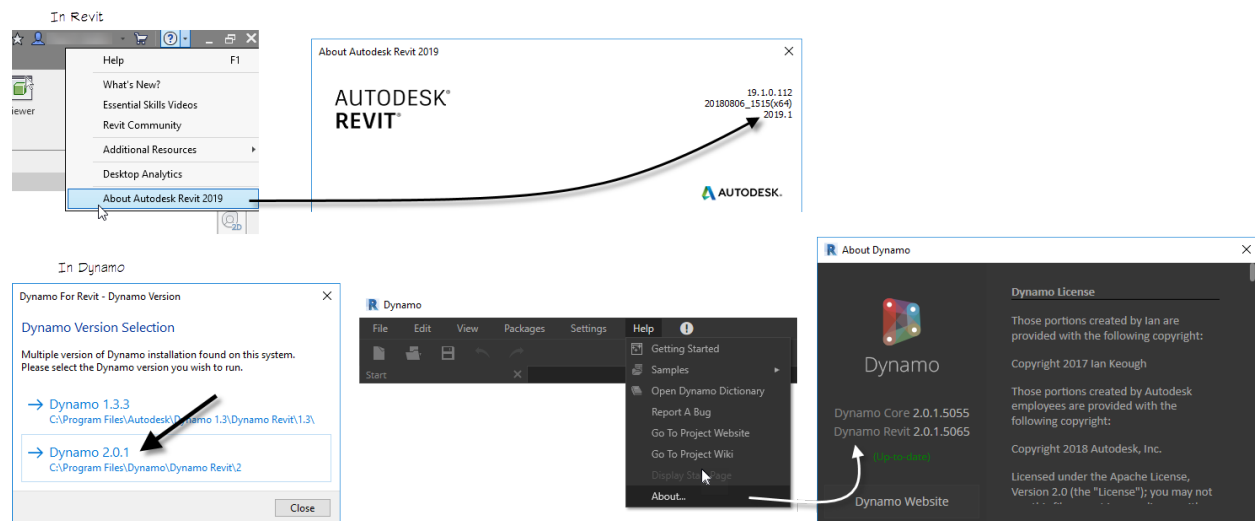 In Revit
Help F1
What's New?
Essential Skills Videos
Revit Community
Additional Resources
Desktop Analytics
About Autodesk Revit 2019
iewer
2D
About Autodesk Revit 2019
AUTODESK®
REVIT®
19.1.0.112
20180806_1515(x64)
2019.1
AUTODESK.
In Dynamo
Dynamo For Revit - Dynamo Version
Dynamo Version Selection
Multiple version of Dynamo installation found on this system.
Please select the Dynamo version you wish to run.
Dynamo 1.3.3
C:\Program Files\Autodesk\Dynamo 1.3\Dynamo Revit\1.3\
Dynamo 2.0.1
C:\Program Files\Dynamo\Dynamo Revit\2
Close
R Dynamo
File Edit View Packages Settings Help
Start
Getting Started
Samples
Open Dynamo Dictionary
Report A Bug
Go To Project Website
Go To Project Wiki
Display Start Page
About...
R About Dynamo
Dynamo
Dynamo Core 2.0.1.5055
Dynamo Revit 2.0.1.5065
(Up-to-date)
Dynamo Website
Dynamo License
Those portions created by Ian are
provided with the following copyright:
Copyright 2017 Ian Keough
Those portions created by Autodesk
employees are provided with the
following copyright:
Copyright 2018 Autodesk, Inc.
Licensed under the Apache License,
Version 2.0 (the "License"); you may not